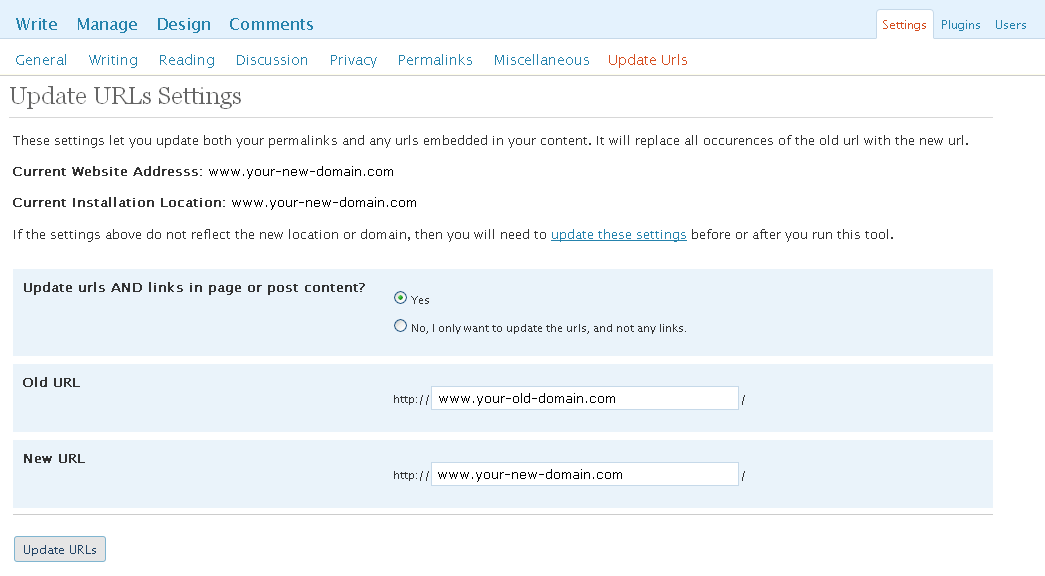 Write Manage Design Comments Settings Plugins Users
General Writing Reading Discussion Privacy Permalinks Miscellaneous Update Urls
Update URLs Settings
These settings let you update both your permalinks and any urls embedded in your content. It will replace all occurences of the old url with the new url.
Current Website Addresss: www.your-new-domain.com
Current Installation Location: www.your-new-domain.com
If the settings above do not reflect the new location or domain, then you will need to update these settings before or after you run this tool.
Update urls AND links in page or post content?
Yes
No, I only want to update the urls, and not any links.
Old URL
http:// www.your-old-domain.com /
New URL
http:// www.your-new-domain.com /
Update URLs